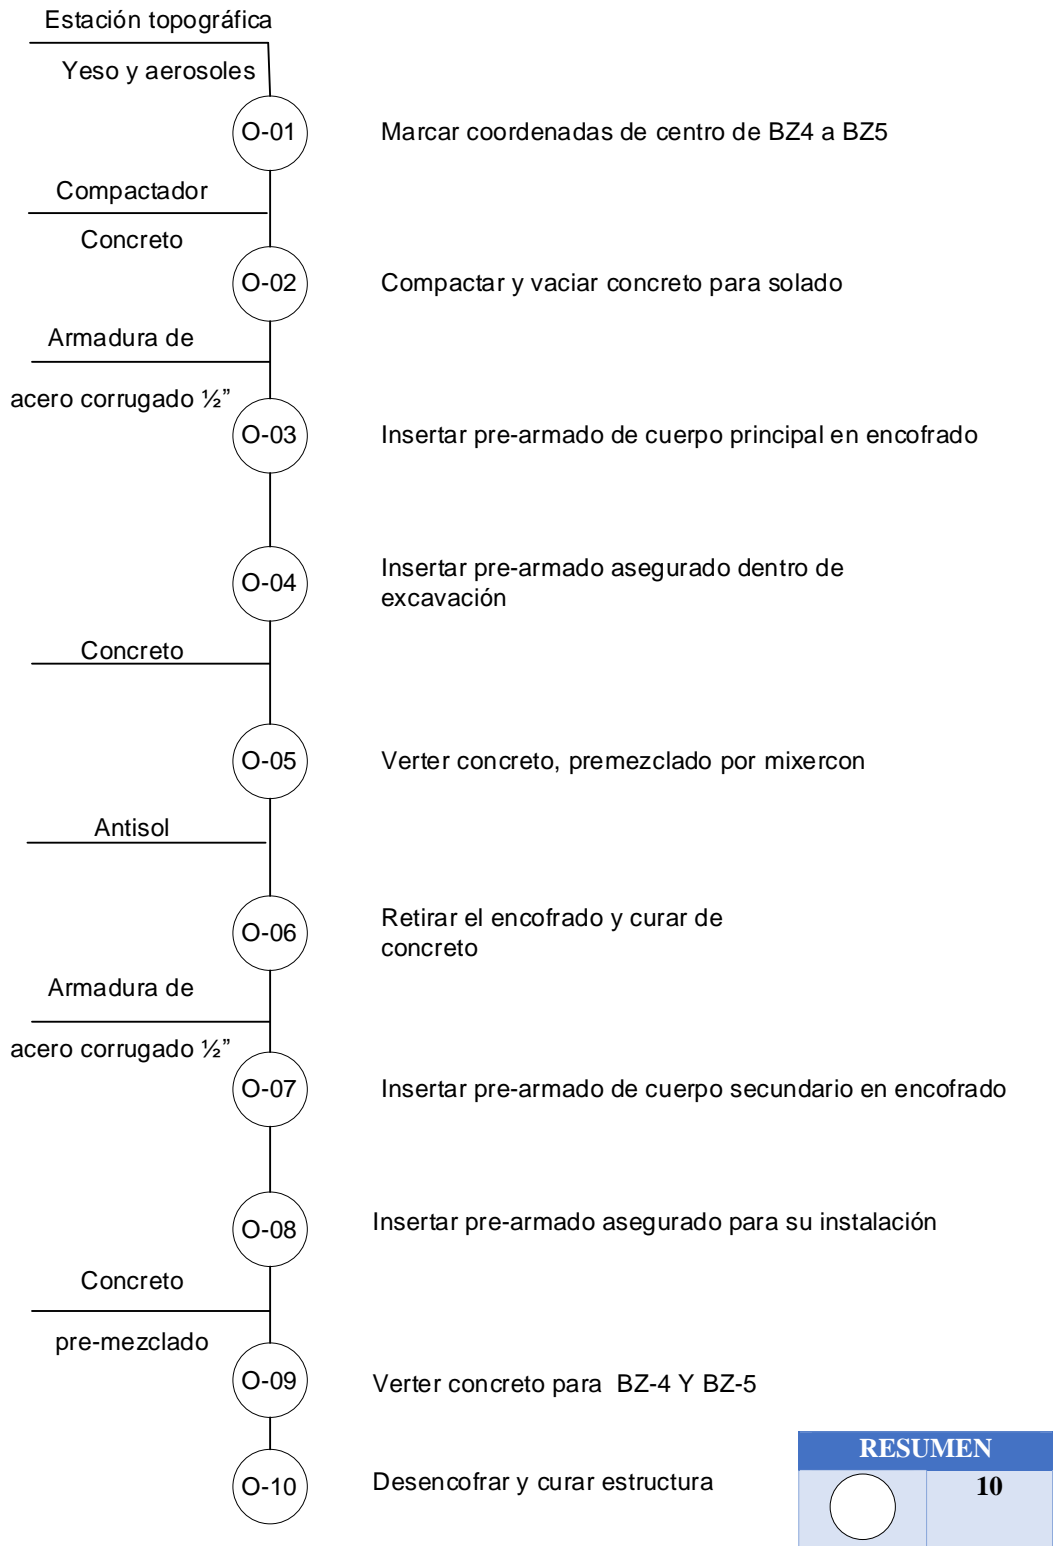 Estación topográfica
Yeso y aerosoles
O-01
Marcar coordenadas de centro de BZ4 a BZ5
Compactador
Concreto
O-02
Compactar y vaciar concreto para solado
Armadura de
acero corrugado ½”
O-03
Insertar pre-armado de cuerpo principal en encofrado
O-04
Insertar pre-armado asegurado dentro de
excavación
Concreto
O-05
Verter concreto, premezclado por mixercon
Antisol
O-06
Retirar el encofrado y curar de
concreto
Armadura de
acero corrugado ½”
O-07
Insertar pre-armado de cuerpo secundario en encofrado
O-08
Insertar pre-armado asegurado para su instalación
Concreto
pre-mezclado
O-09
Verter concreto para BZ-4 Y BZ-5
O-10
Desencofrar y curar estructura
RESUMEN
10